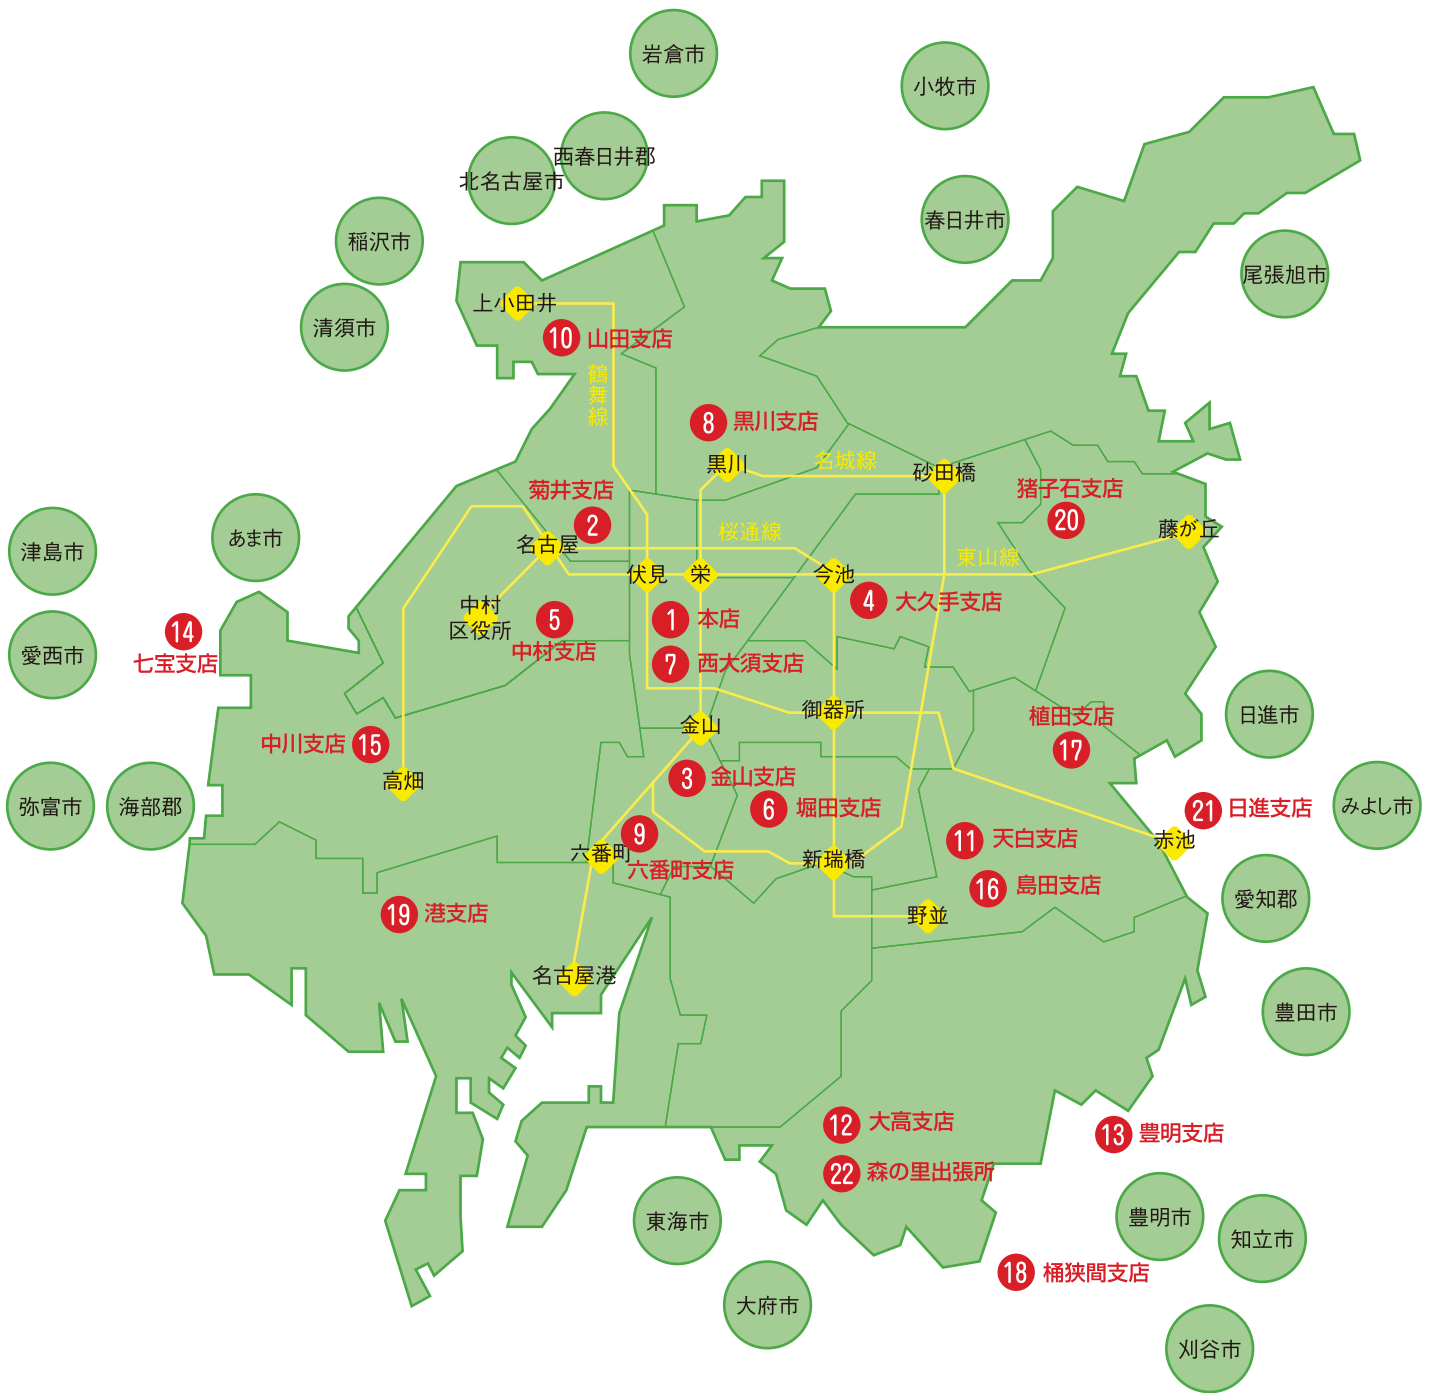 岩倉市
小牧市
西春日井郡
北名古屋市
春日井市
稲沢市
尾張旭市
清須市
上小田井
10 山田支店
鶴舞線
8 黒川支店
黒川
名城線
砂田橋
菊井支店
2
猪子石支店
20
桜通線
藤が丘
東山線
津島市
あま市
名古屋
伏見
栄
今池
中村
区役所
4 大久手支店
1 本店
5
中村支店
愛西市
14
七宝支店
7 西大須支店
御器所
金山
植田支店
17
日進市
中川支店 15
高畑
3 金山支店
6 堀田支店
弥富市
海部郡
21 日進支店
みよし市
9
六番町
六番町支店
11 天白支店
赤池
新瑞橋
16 島田支店
愛知郡
19 港支店
野並
名古屋港
豊田市
12 大高支店
13 豊明支店
22 森の里出張所
東海市
豊明市
知立市
18 桶狭間支店
大府市
刈谷市